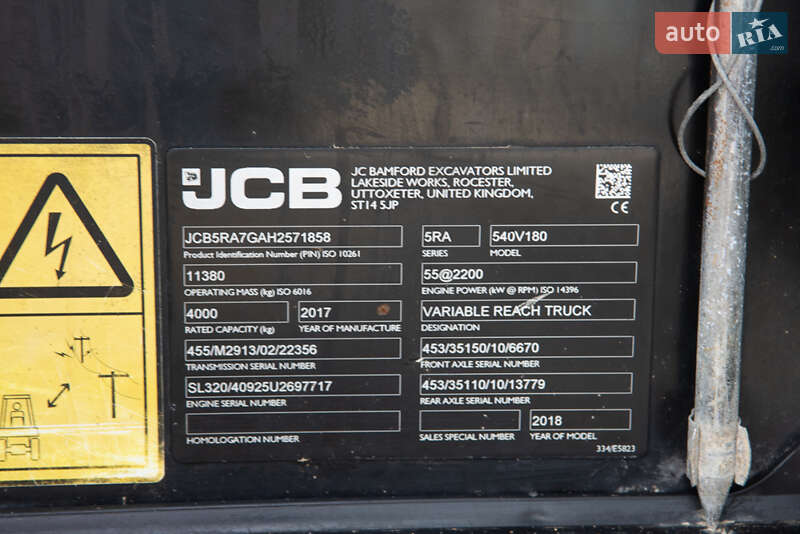 auto RIA .com
JCB
JC BAMFORD EXCAVATORS LIMITED
LAKESIDE WORKS, ROCESTER,
UTTOXETER, UNITED KINGDOM,
ST14 5JP
CE
JCB5RA7GAH2571858 5RA 540V180
Product Identification Number (PIN) ISO 10261 SERIES MODEL
11380 55@2200
OPERATING MASS (kg) ISO 6016 ENGINE POWER (kW @ RPM) ISO 14396
4000 2017 VARIABLE REACH TRUCK
RATED CAPACITY (kg) YEAR OF MANUFACTURE DESIGNATION
455/M2913/02/22356 453/35150/10/6670
TRANSMISSION SERIAL NUMBER FRONT AXLE SERIAL NUMBER
SL320/40925U2697717 453/35110/10/13779
ENGINE SERIAL NUMBER REAR AXLE SERIAL NUMBER
2018
HOMOLOGATION NUMBER SALES SPECIAL NUMBER YEAR OF MODEL
334/E5823